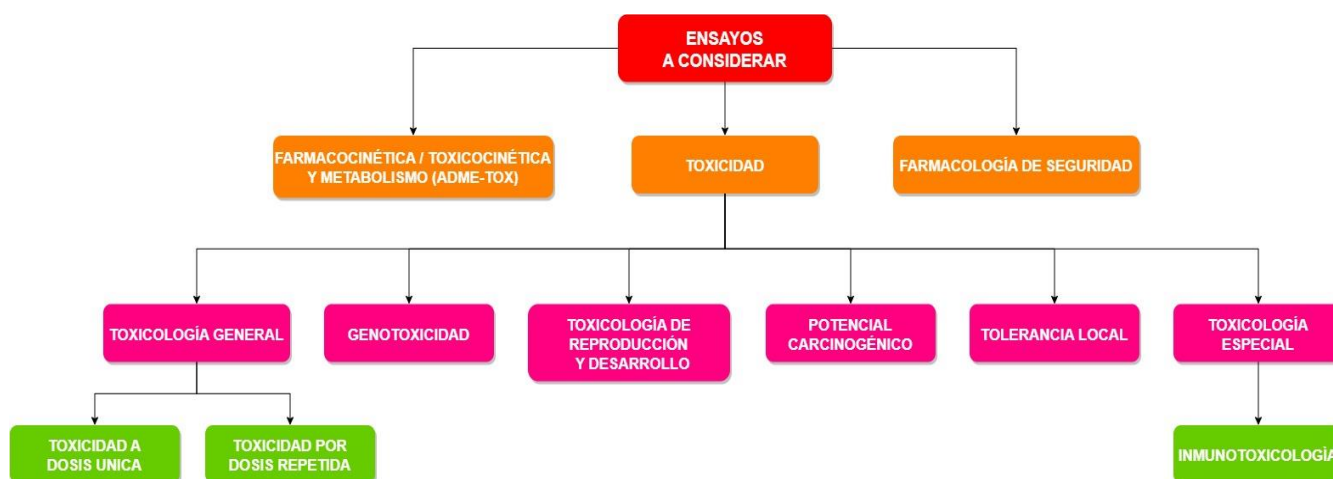 ENSAYOS
A CONSIDERAR
FARMACOCINÉTICA / TOXICOCINÉTICA
Y METABOLISMO (ADME-TOX)
TOXICIDAD
FARMACOLOGÍA DE SEGURIDAD
TOXICOLOGÍA GENERAL
GENOTOXICIDAD
TOXICOLOGÍA DE
REPRODUCCIÓN
Y DESARROLLO
POTENCIAL
CARCINOGÉNICO
TOLERANCIA LOCAL
TOXICOLOGÍA
ESPECIAL
TOXICIDAD A
DOSIS UNICA
TOXICIDAD POR
DOSIS REPETIDA
INMUNOTOXICOLOGÌA